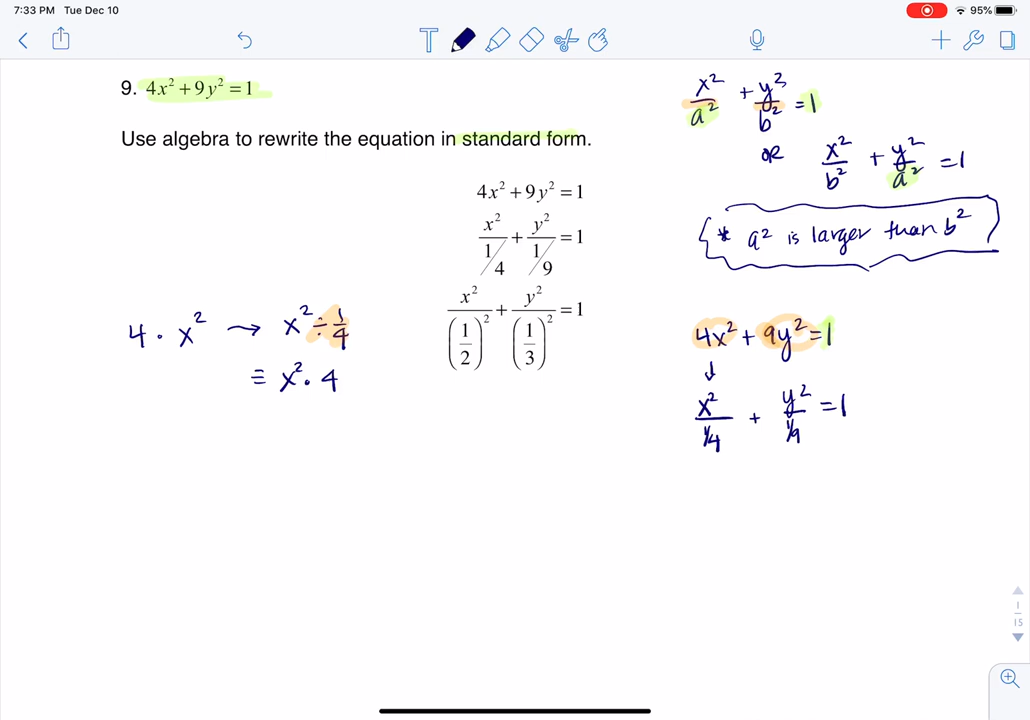 7:33 PM Tue Dec 10
95%
9. 4x² + 9y² = 1
Use algebra to rewrite the equation in standard form.
4x² + 9y² = 1
x²/(1/4) + y²/(1/9) = 1
x²/(1/2)² + y²/(1/3)² = 1
4 · x² → x² ÷ 1/4
≡ x² · 4
x²/a² + y²/b² = 1
OR x²/b² + y²/a² = 1
* a² is larger than b²
4x² + 9y² = 1
↓
x²/(1/4) + y²/(1/9) = 1
T
1
15